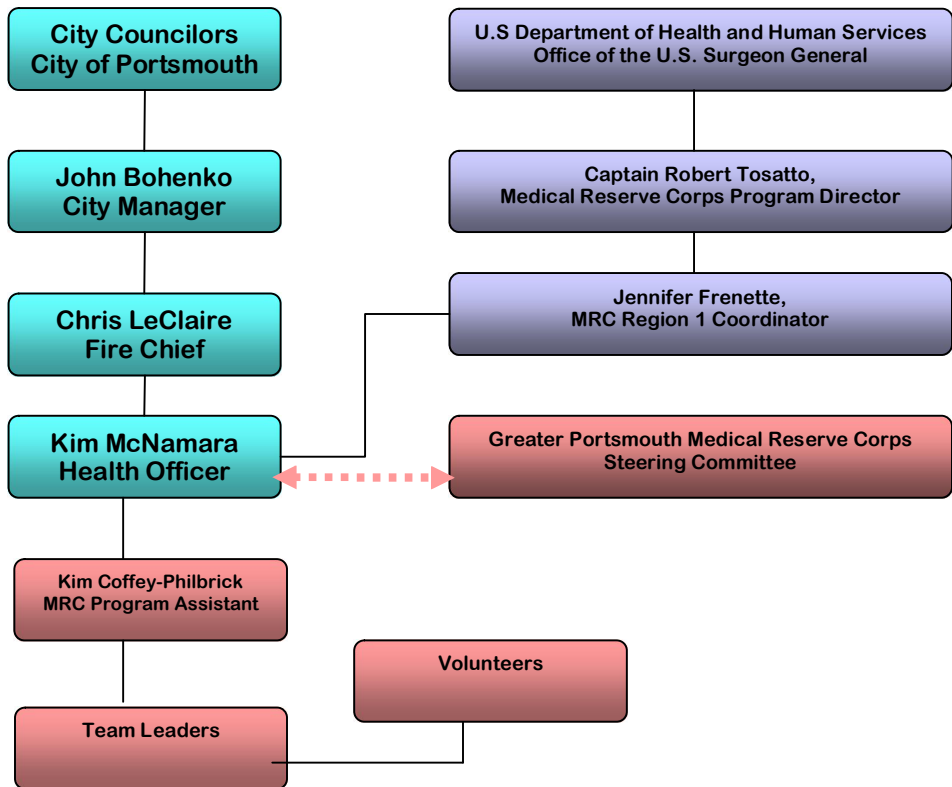 City Councilors
City of Portsmouth
U.S Department of Health and Human Services
Office of the U.S. Surgeon General
John Bohenko
City Manager
Captain Robert Tosatto,
Medical Reserve Corps Program Director
Chris LeClaire
Fire Chief
Jennifer Frenette,
MRC Region 1 Coordinator
Kim McNamara
Health Officer
Greater Portsmouth Medical Reserve Corps
Steering Committee
Kim Coffey-Philbrick
MRC Program Assistant
Volunteers
Team Leaders